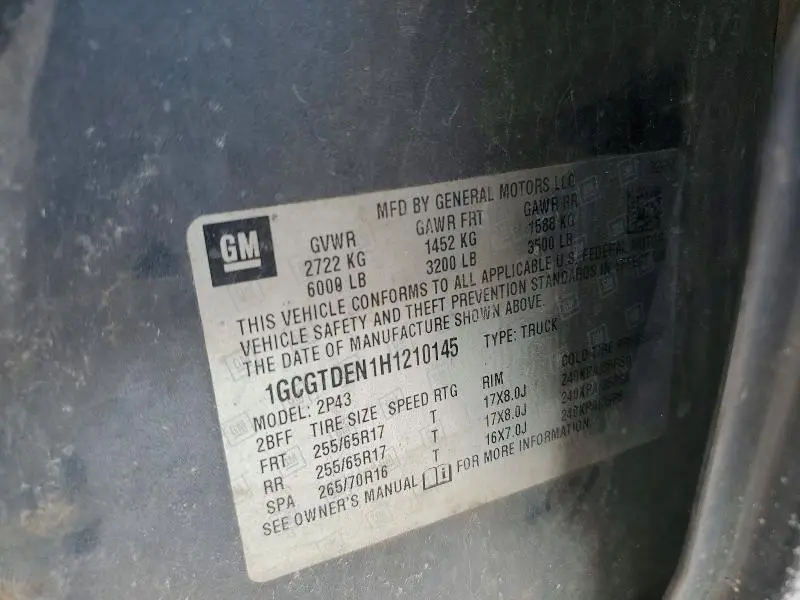 GM
MFD BY GENERAL MOTORS LLC
GVWR GAWR FRT GAWR RR
2722 KG 1452 KG 1588 KG
6000 LB 3200 LB 3500 LB
THIS VEHICLE CONFORMS TO ALL APPLICABLE U.S. FEDERAL MOTOR
VEHICLE SAFETY AND THEFT PREVENTION STANDARDS IN EFFECT ON
THE DATE OF MANUFACTURE SHOWN ABOVE.
1GCGTDEN1H1210145 TYPE: TRUCK
MODEL: 2P43
2BFF TIRE SIZE SPEED RTG RIM COLD TIRE
FRT 255/65R17 T 17X8.0J
RR 255/65R17 T 17X8.0J
SPA 265/70R16 T 16X7.0J
SEE OWNER'S MANUAL FOR MORE INFORMATION